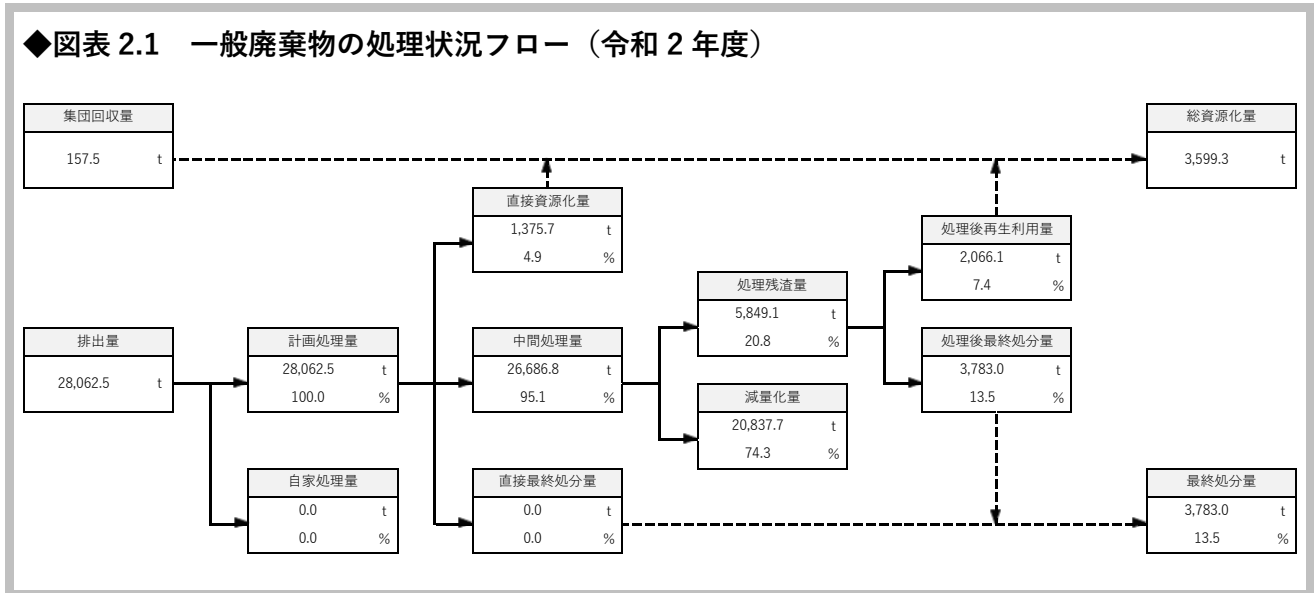 ◆図表 2.1　一般廃棄物の処理状況フロー（令和 2 年度）
集団回収量
157.5 t
総資源化量
3,599.3 t
直接資源化量
1,375.7 t
4.9 %
処理後再生利用量
2,066.1 t
7.4 %
処理残渣量
5,849.1 t
20.8 %
排出量
28,062.5 t
計画処理量
28,062.5 t
100.0 %
中間処理量
26,686.8 t
95.1 %
処理後最終処分量
3,783.0 t
13.5 %
減量化量
20,837.7 t
74.3 %
自家処理量
0.0 t
0.0 %
直接最終処分量
0.0 t
0.0 %
最終処分量
3,783.0 t
13.5 %